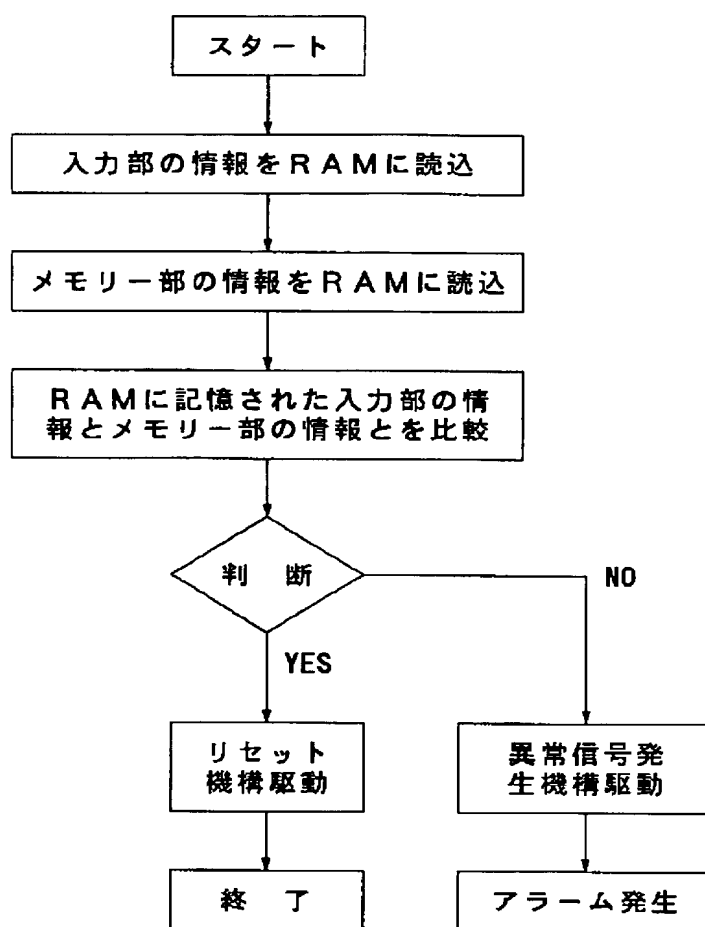 スタート
入力部の情報をRAMに読込
メモリー部の情報をRAMに読込
RAMに記憶された入力部の情
報とメモリー部の情報とを比較
判断
NO
YES
リセット
機構駆動
異常信号発
生機構駆動
終了
アラーム発生